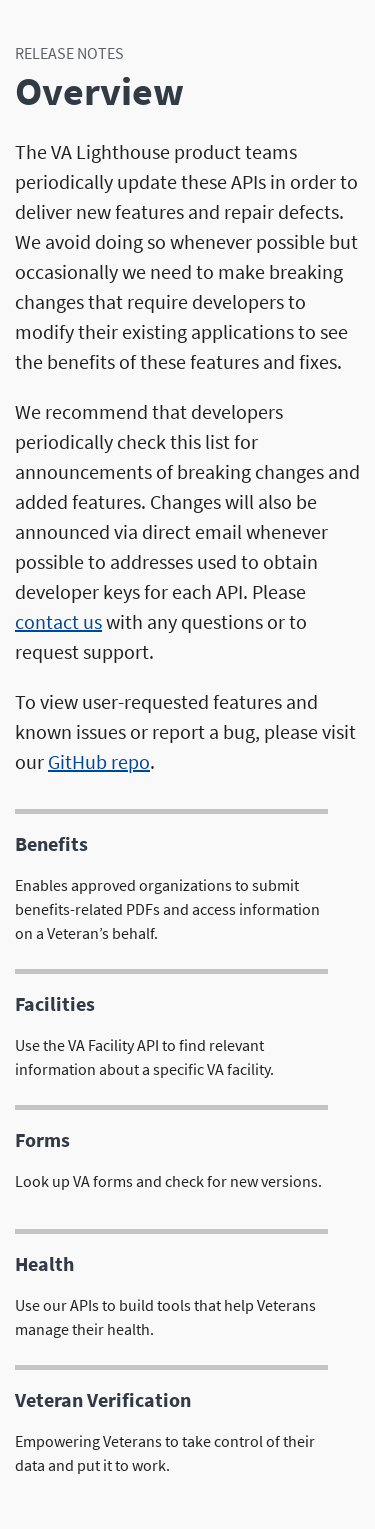 RELEASE NOTES
Overview
The VA Lighthouse product teams
periodically update these APIs in order to
deliver new features and repair defects.
We avoid doing so whenever possible but
occasionally we need to make breaking
changes that require developers to
modify their existing applications to see
the benefits of these features and fixes.
We recommend that developers
periodically check this list for
announcements of breaking changes and
added features. Changes will also be
announced via direct email whenever
possible to addresses used to obtain
developer keys for each API. Please
contact us with any questions or to
request support.
To view user-requested features and
known issues or report a bug, please visit
our GitHub repo.
Benefits
Enables approved organizations to submit
benefits-related PDFs and access information
on a Veteran’s behalf.
Facilities
Use the VA Facility API to find relevant
information about a specific VA facility.
Forms
Look up VA forms and check for new versions.
Health
Use our APIs to build tools that help Veterans
manage their health.
Veteran Verification
Empowering Veterans to take control of their
data and put it to work.